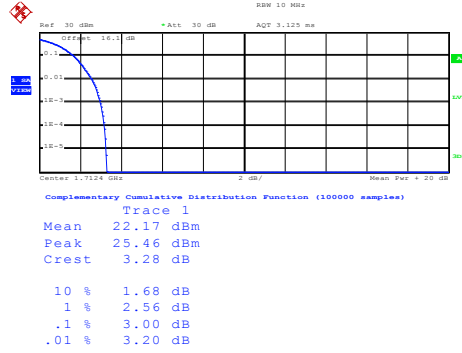 RBW 10 MHz
Ref 30 dBm * Att 30 dB AQT 3.125 ms
Offset 16.1 dB
0.1
A
0.01
1 SA
VIEW
1E-3
LV
1E-4
1E-5
3D
Center 1.7124 GHz 2 dB/ Mean Pwr + 20 dB
Complementary Cumulative Distribution Function (100000 samples)
Trace 1
Mean 22.17 dBm
Peak 25.46 dBm
Crest 3.28 dB
10 % 1.68 dB
1 % 2.56 dB
.1 % 3.00 dB
.01 % 3.20 dB